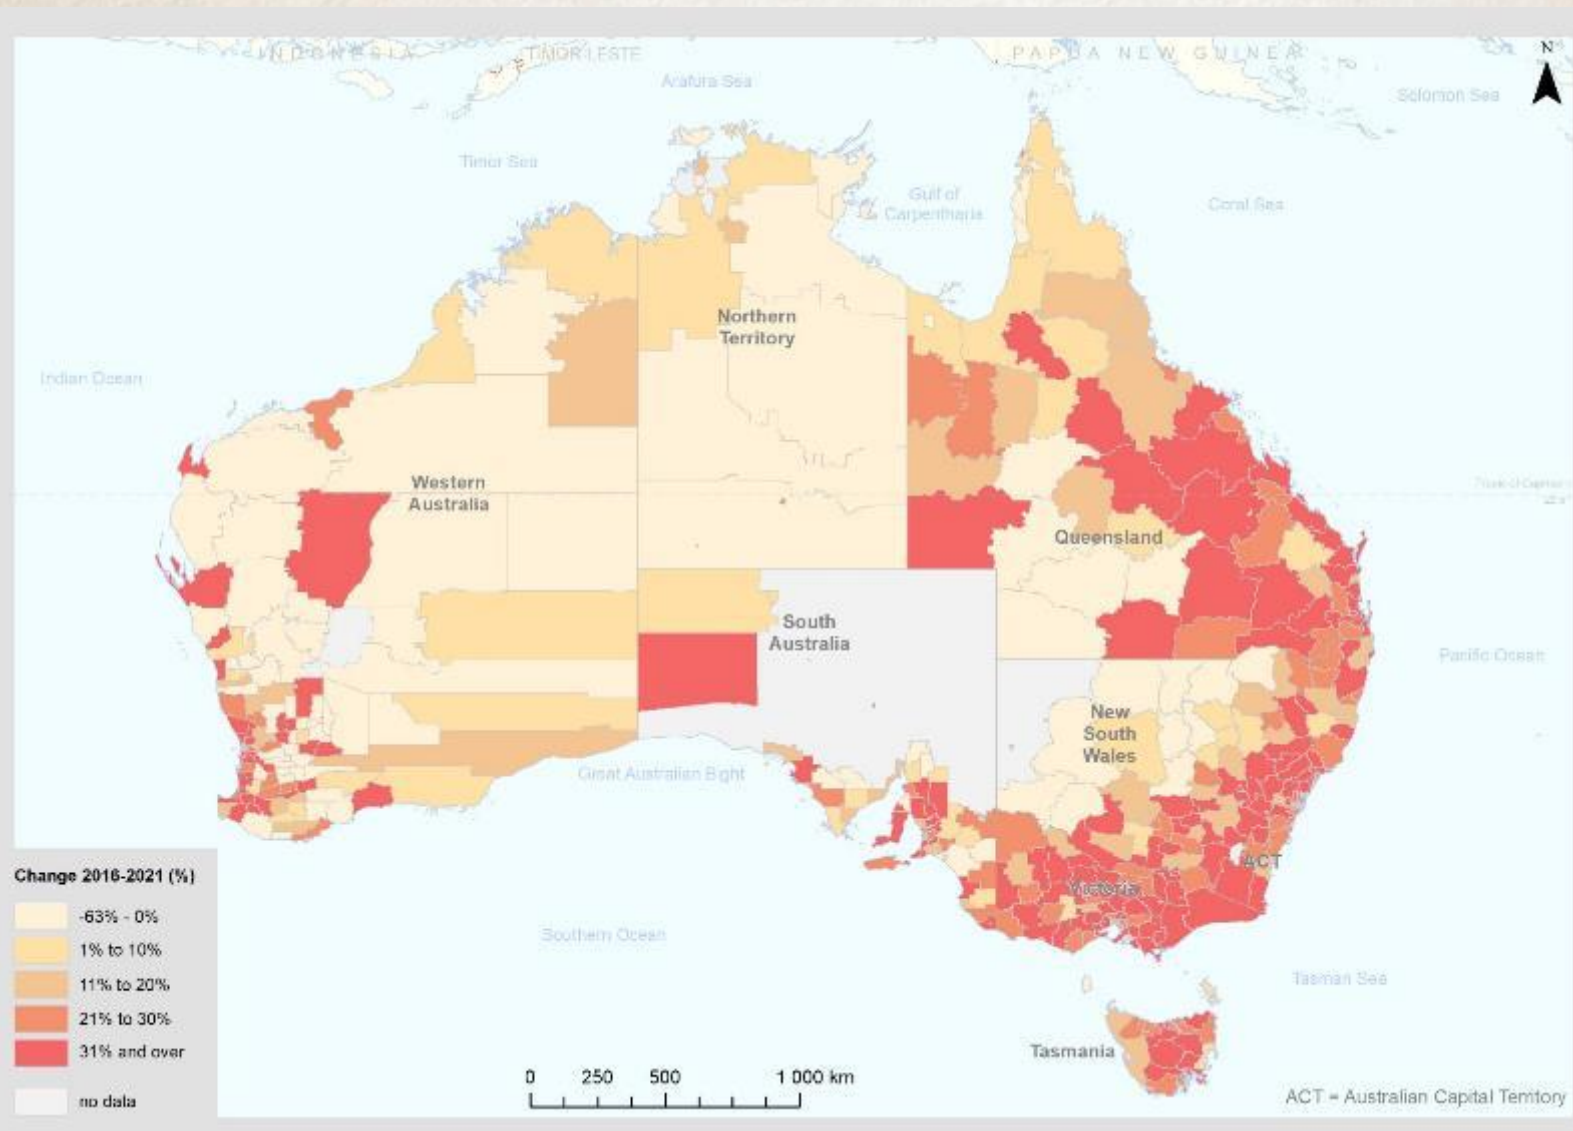 INDONESIA
TIMOR LESTE
PAPUA NEW GUINEA
N
Arafura Sea
Solomon Sea
Timor Sea
Gulf of
Carpentharia
Coral Sea
Northern
Territory
Indian Ocean
Western
Australia
Queensland
South
Australia
Pacific Ocean
New
South
Wales
Great Australian Bight
ACT
Victoria
Change 2016-2021 (%)
-63% - 0%
1% to 10%
11% to 20%
21% to 30%
31% and over
no data
Southern Ocean
Tasman Sea
Tasmania
0 250 500 1 000 km
ACT = Australian Capital Territory